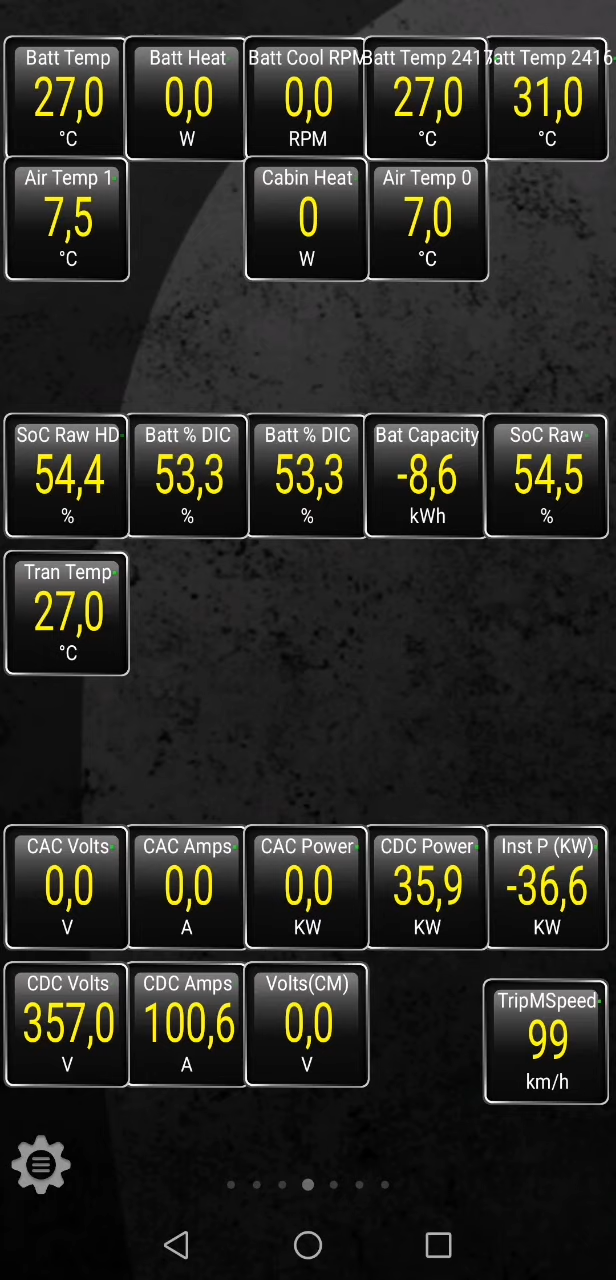 Batt Temp Batt Heat Batt Cool RPM Batt Temp 2417 att Temp 2416
27,0 0,0 0,0 27,0 31,0
°C W RPM °C °C
Air Temp 1 Cabin Heat Air Temp 0
7,5 0 7,0
°C W °C
SoC Raw HD Batt % DIC Batt % DIC Bat Capacity SoC Raw
54,4 53,3 53,3 -8,6 54,5
% % % kWh %
Tran Temp
27,0
°C
CAC Volts CAC Amps CAC Power CDC Power Inst P (KW)
0,0 0,0 0,0 35,9 -36,6
V A KW KW KW
CDC Volts CDC Amps Volts(CM)
357,0 100,6 0,0
V A V
TripMSpeed
99
km/h